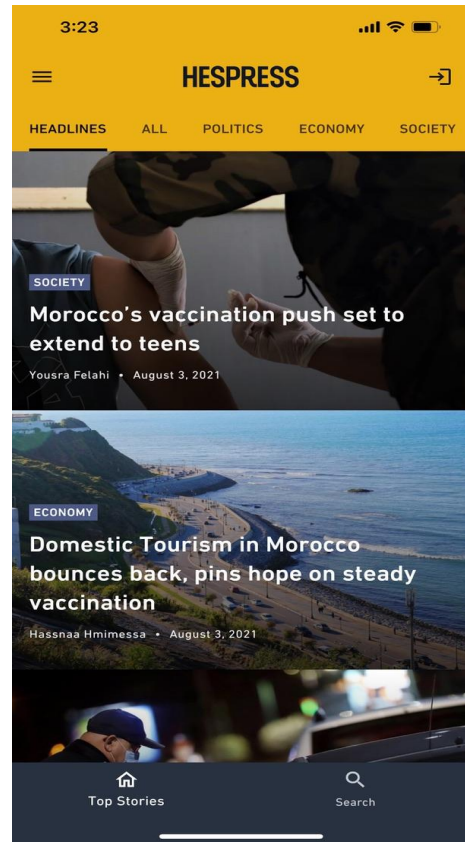 3:23
HESPRESS
HEADLINES ALL POLITICS ECONOMY SOCIETY
SOCIETY
Morocco's vaccination push set to
extend to teens
Yousra Felahi • August 3, 2021
ECONOMY
Domestic Tourism in Morocco
bounces back, pins hope on steady
vaccination
Hassnaa Hmimessa • August 3, 2021
Top Stories Search